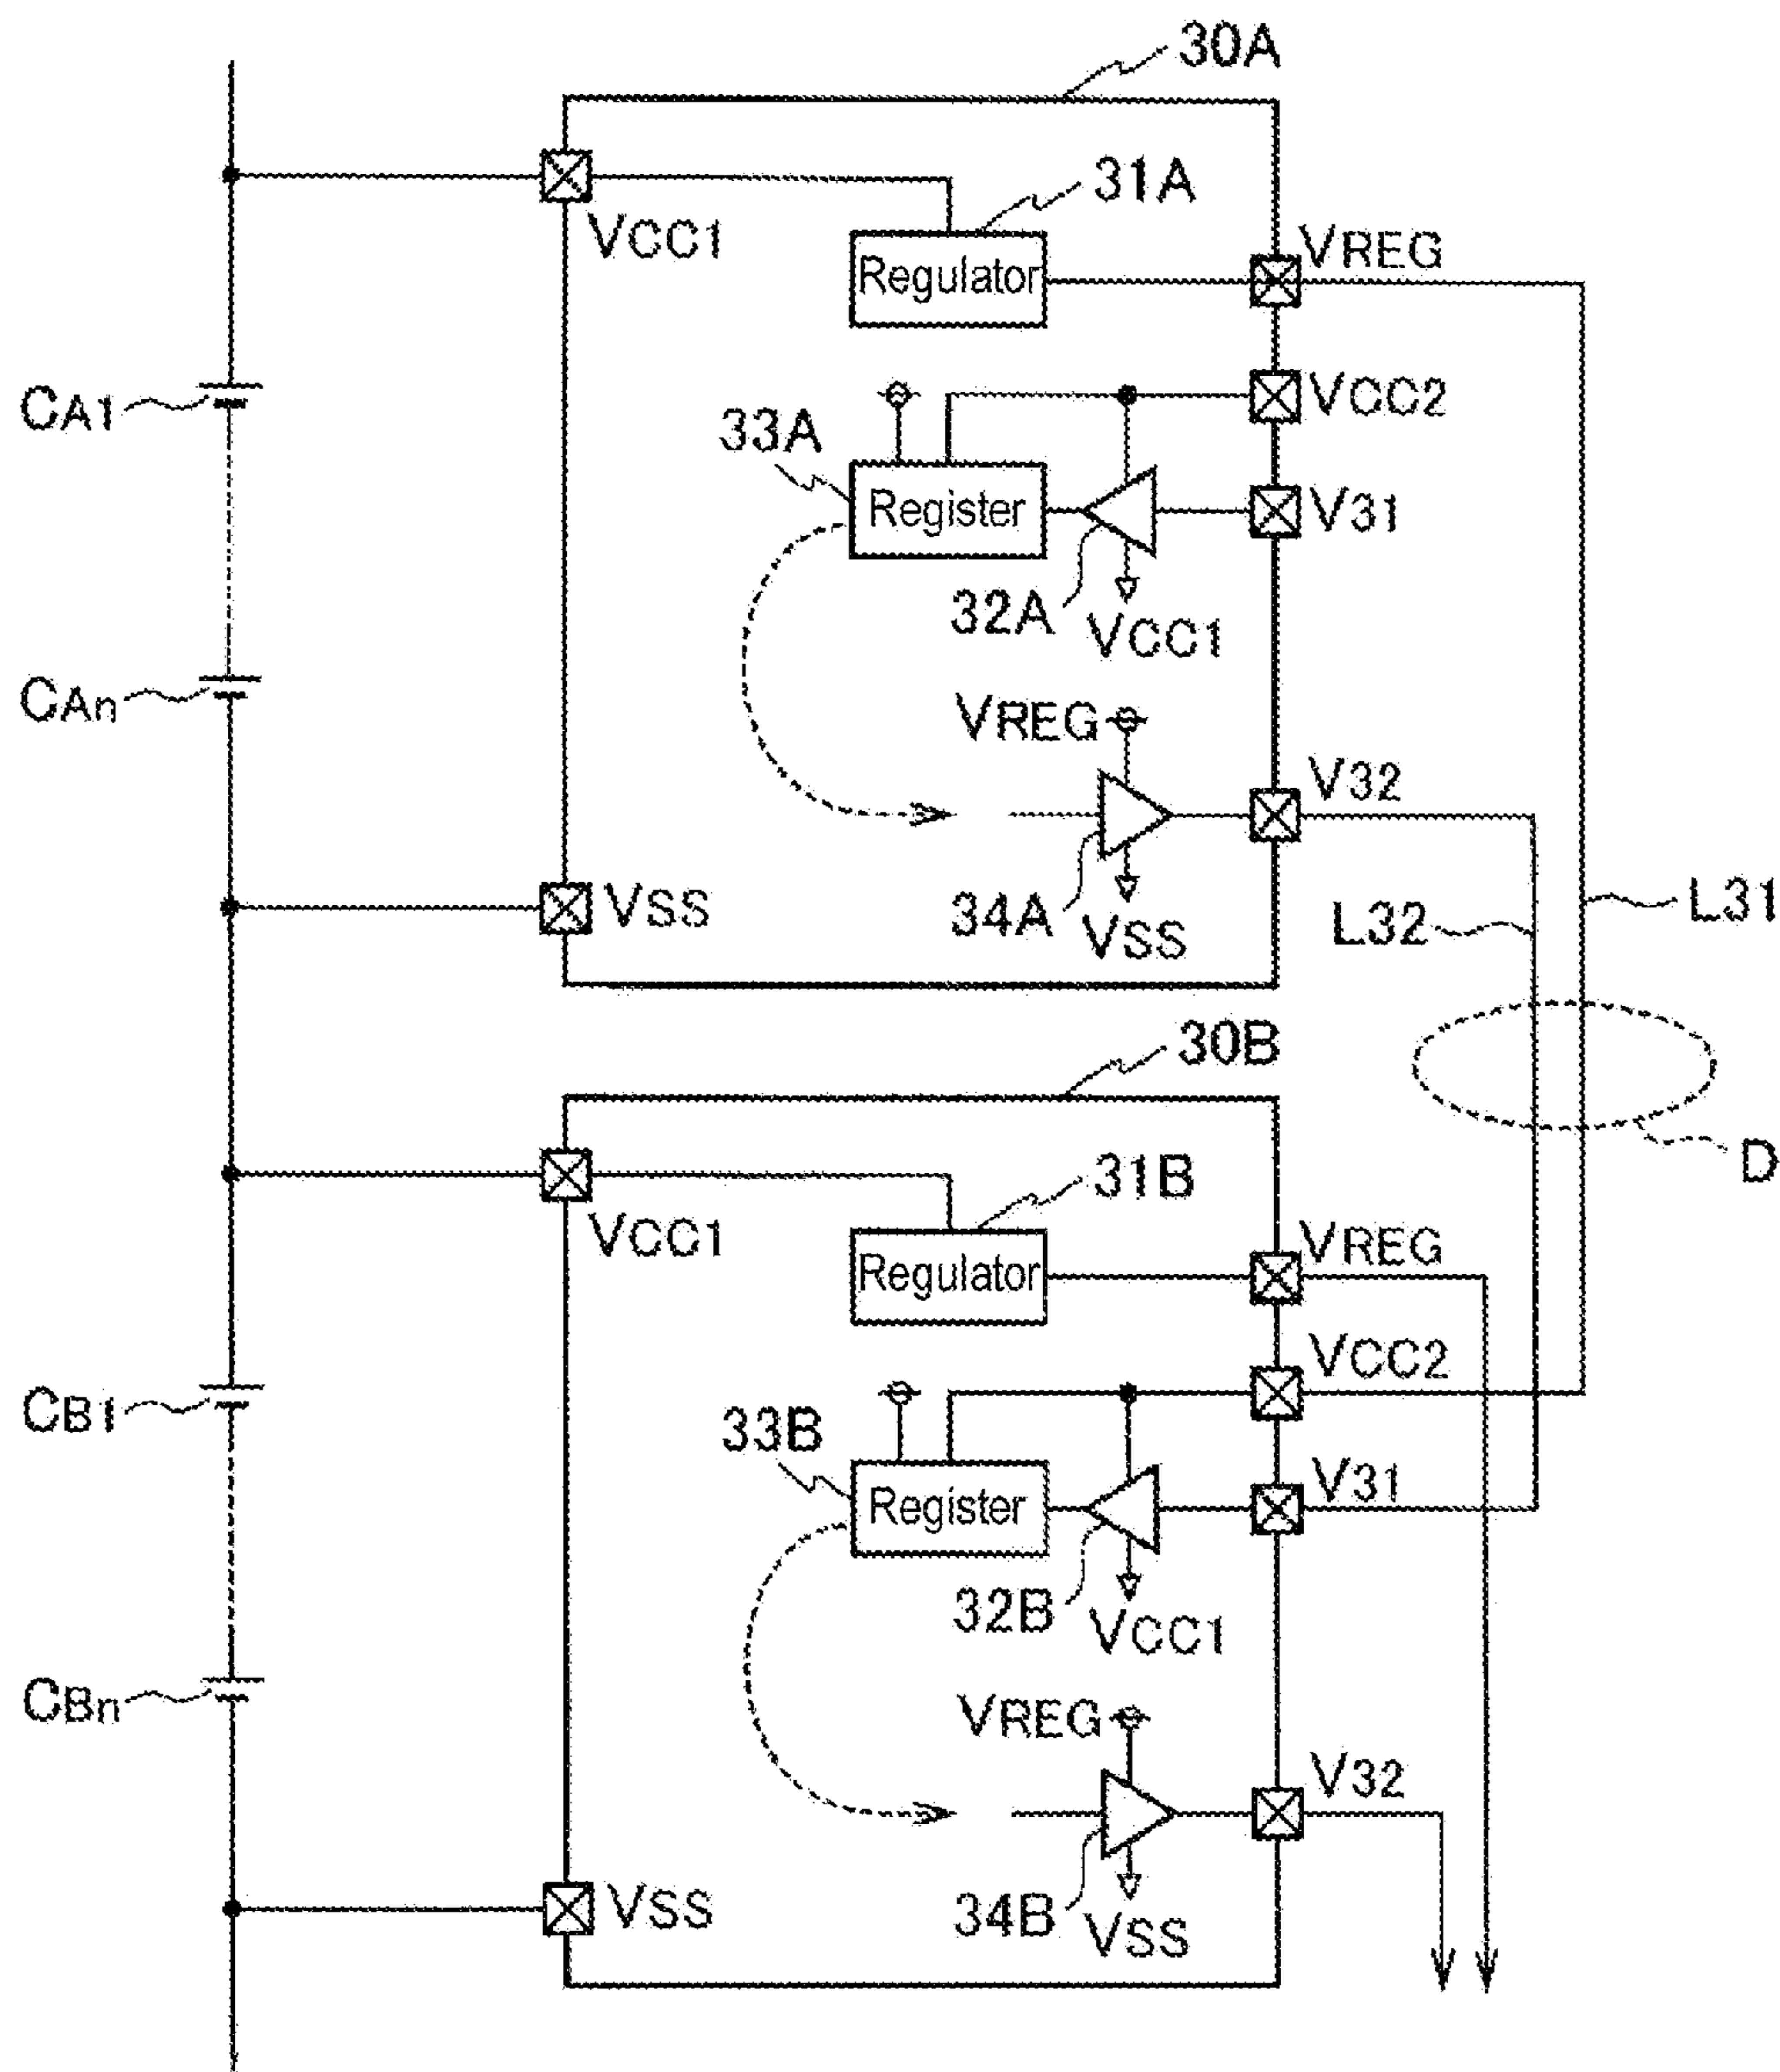 30A
31A
VCC1
Regulator
VREG
CA1
VCC2
33A
Register
V31
32A
VCC1
CAn
VREG
V32
VSS
34A
VSS
L32
L31
30B
D
31B
VCC1
Regulator
VREG
VCC2
CB1
33B
Register
V31
32B
VCC1
CBn
VREG
V32
VSS
34B
VSS